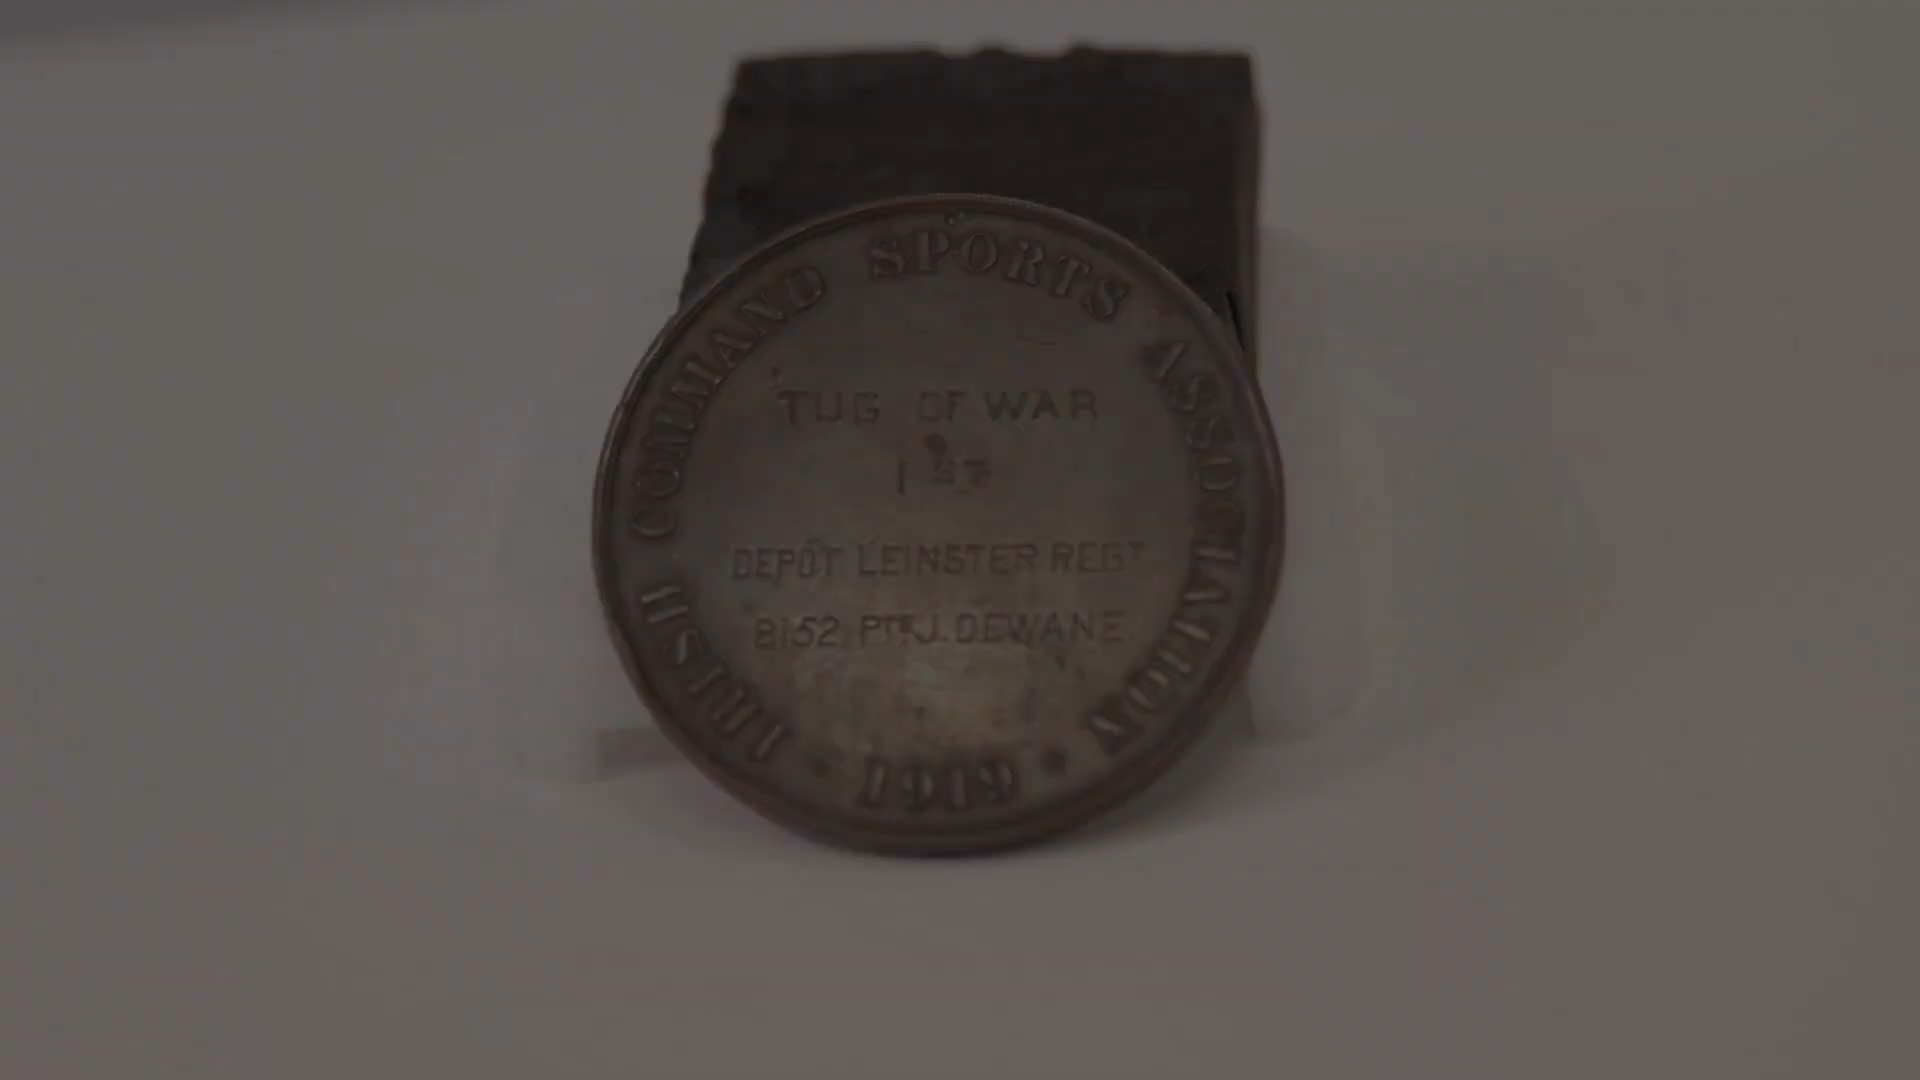 IRISH COMMAND SPORTS ASSOCIATION
TUG OF WAR
1ST
DEPÔT LEINSTER REGT
8152 PTE J. DEWANE.
· 1919 ·